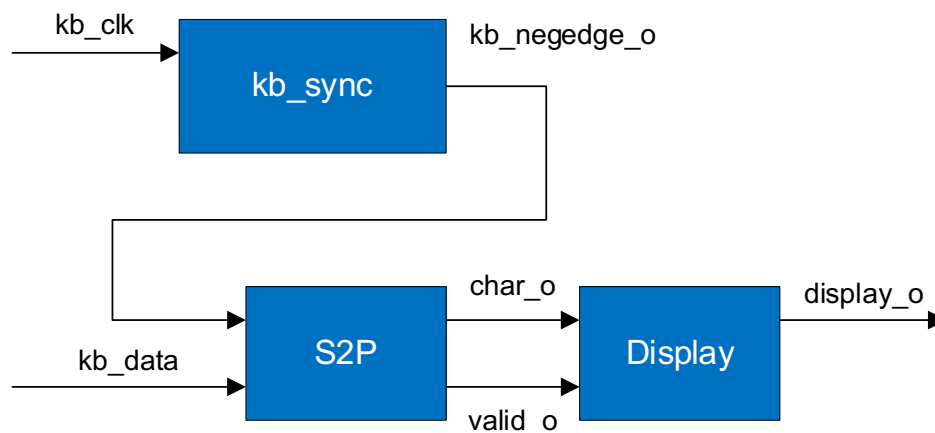 kb_clk
kb_negedge_o
kb_sync
char_o
display_o
kb_data
S2P
Display
valid_o